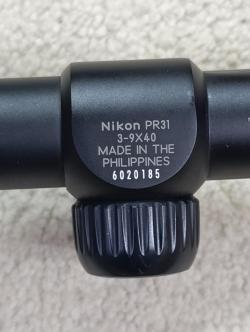 Nikon PR31
3-9X40
MADE IN THE
PHILIPPINES
6020185